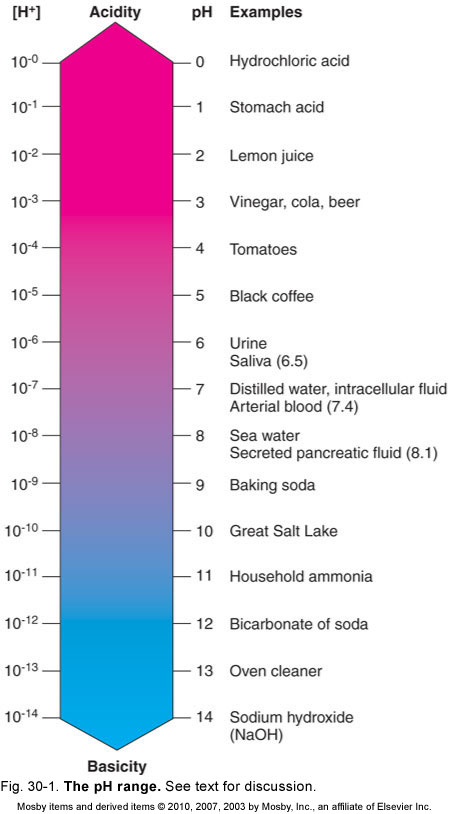 [H+] Acidity pH Examples
10-0 0 Hydrochloric acid
10-1 1 Stomach acid
10-2 2 Lemon juice
10-3 3 Vinegar, cola, beer
10-4 4 Tomatoes
10-5 5 Black coffee
10-6 6 Urine
Saliva (6.5)
10-7 7 Distilled water, intracellular fluid
Arterial blood (7.4)
10-8 8 Sea water
Secreted pancreatic fluid (8.1)
10-9 9 Baking soda
10-10 10 Great Salt Lake
10-11 11 Household ammonia
10-12 12 Bicarbonate of soda
10-13 13 Oven cleaner
10-14 14 Sodium hydroxide
(NaOH)
Basicity
Fig. 30-1. The pH range. See text for discussion.
Mosby items and derived items © 2010, 2007, 2003 by Mosby, Inc., an affiliate of Elsevier Inc.